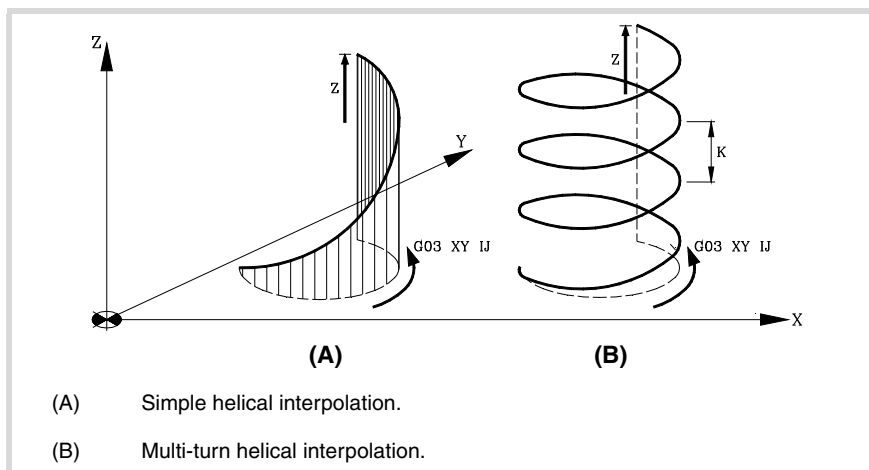 Z
Z
Z
Y
K
G03 XY IJ
G03 XY IJ
X
(A)
(B)
(A) Simple helical interpolation.
(B) Multi-turn helical interpolation.